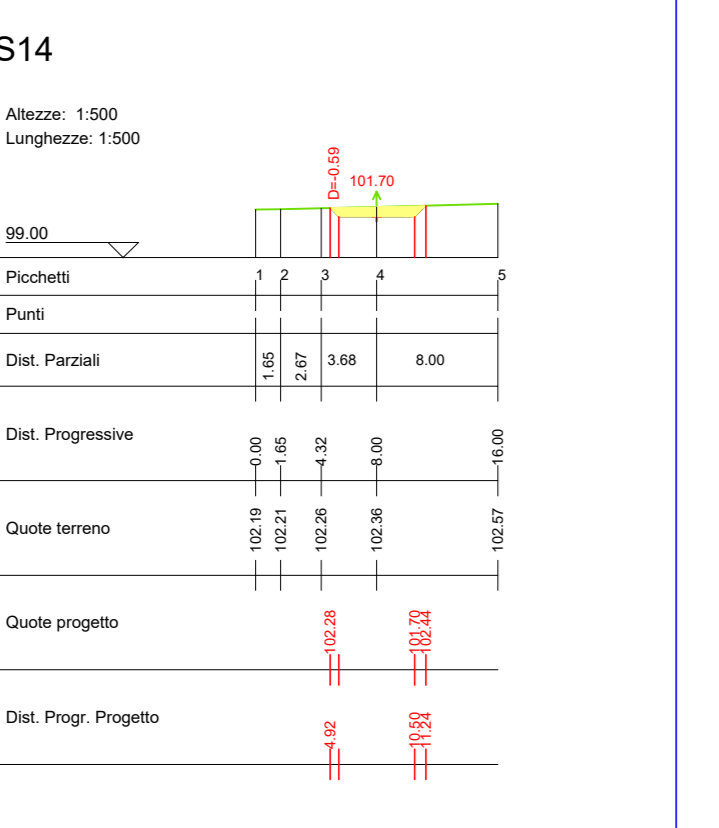 S14
Altezze: 1:500
Lunghezze: 1:500
D=-0.59
101.70
99.00
Picchetti 1 2 3 4 5
Punti
Dist. Parziali 1.65 2.67 3.68 8.00
Dist. Progressive 0.00 1.65 4.32 8.00 16.00
Quote terreno 102.19 102.21 102.26 102.36 102.57
Quote progetto 102.28 101.70 102.44
Dist. Progr. Progetto 4.92 10.50 11.24